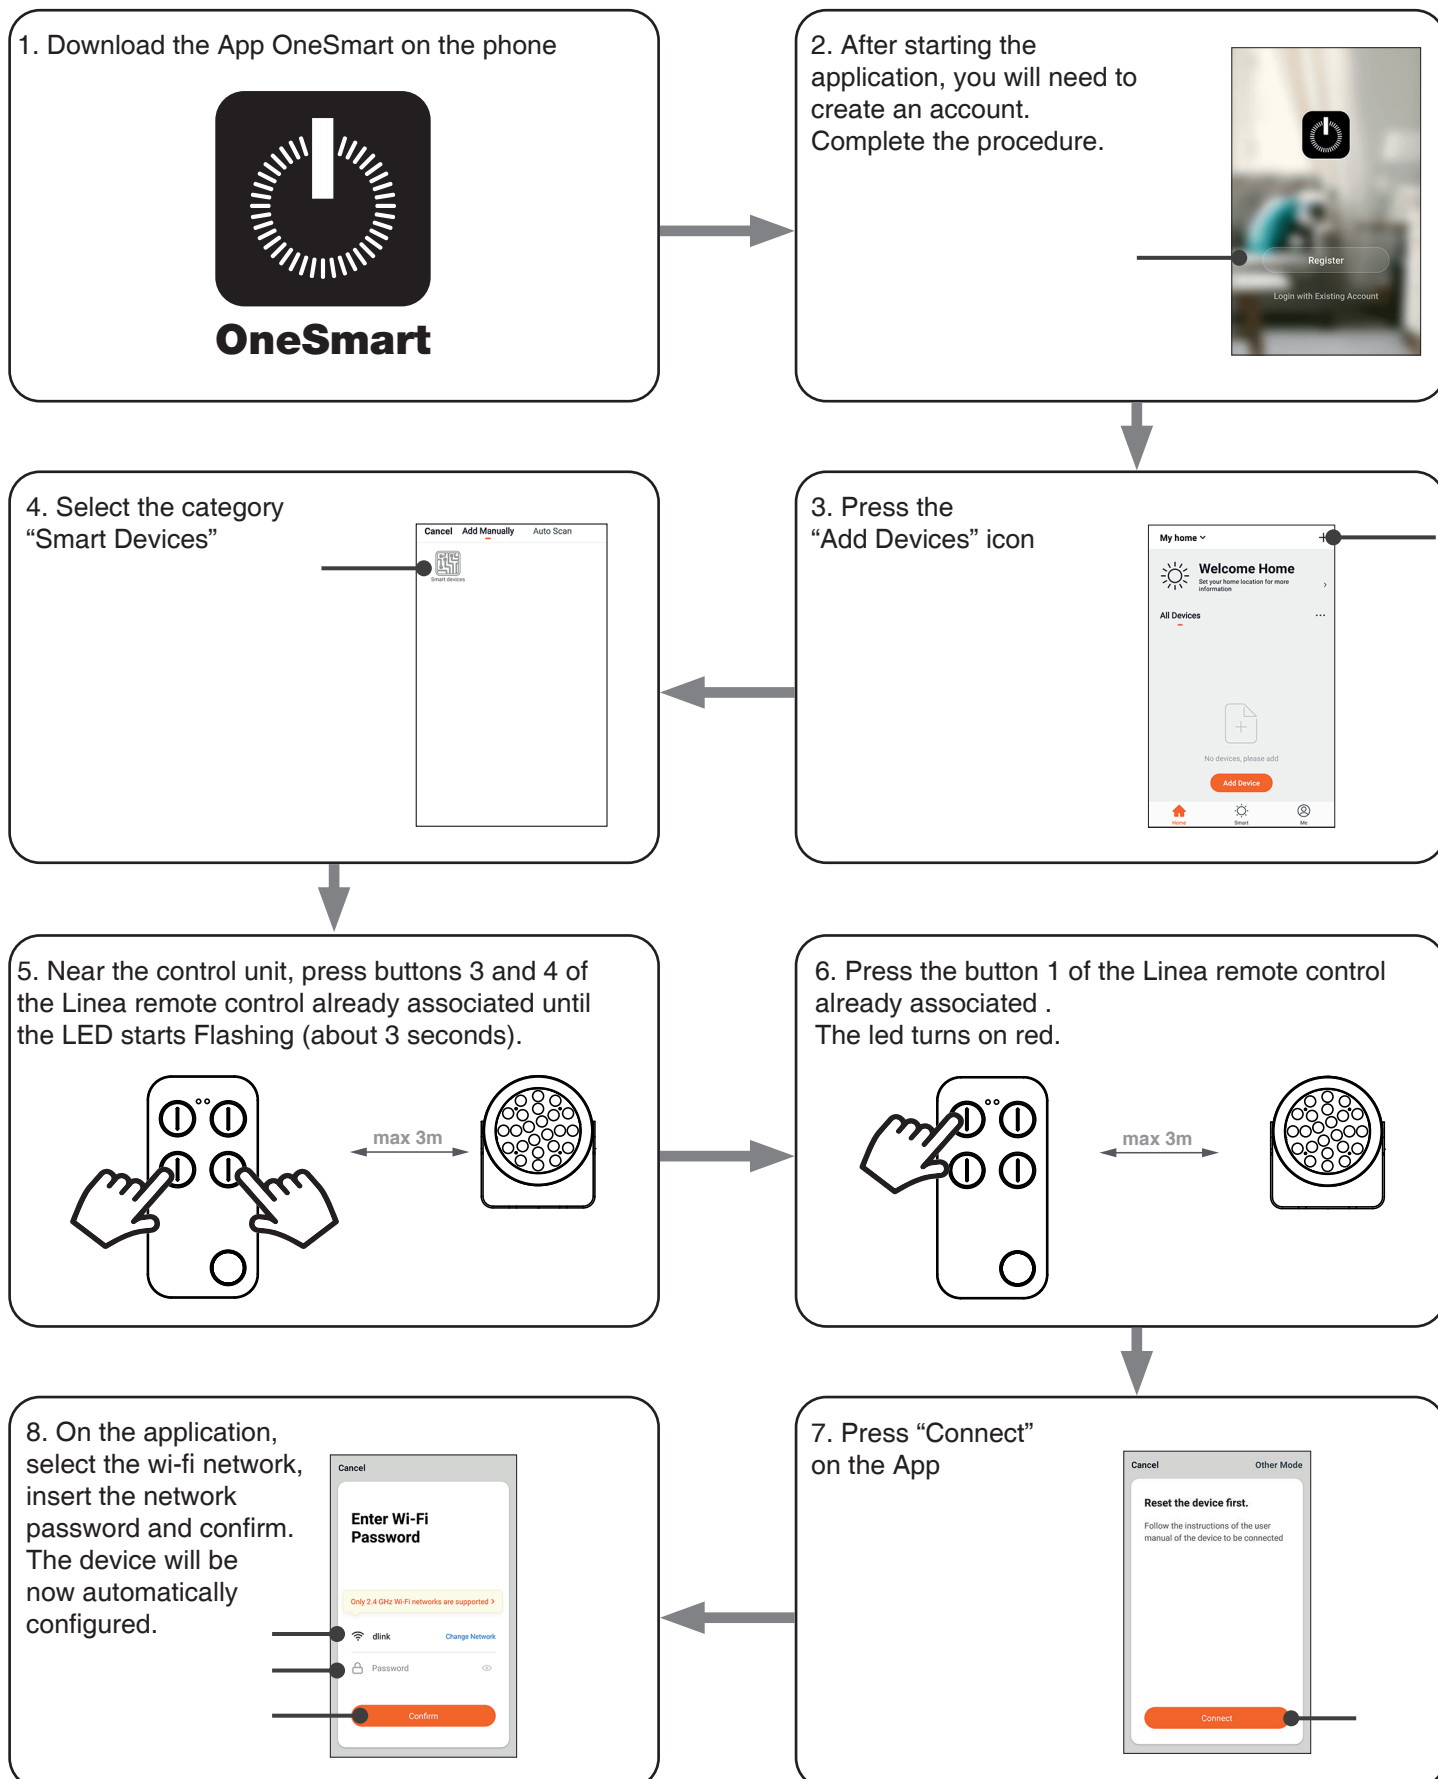 1. Download the App OneSmart on the phone
OneSmart
2. After starting the
application, you will need to
create an account.
Complete the procedure.
Register
Login with Existing Account
3. Press the
“Add Devices” icon
My home
Welcome Home
Set your home location for more
information
All Devices
No devices, please add
Add Device
Home
Smart
Me
4. Select the category
“Smart Devices”
Cancel
Add Manually
Auto Scan
Smart devices
5. Near the control unit, press buttons 3 and 4 of
the Linea remote control already associated until
the LED starts Flashing (about 3 seconds).
max 3m
6. Press the button 1 of the Linea remote control
already associated .
The led turns on red.
max 3m
7. Press “Connect”
on the App
Cancel
Other Mode
Reset the device first.
Follow the instructions of the user
manual of the device to be connected
Connect
8. On the application,
select the wi-fi network,
insert the network
password and confirm.
The device will be
now automatically
configured.
Cancel
Enter Wi-Fi
Password
Only 2.4 GHz Wi-Fi networks are supported >
dlink
Change Network
Password
Confirm